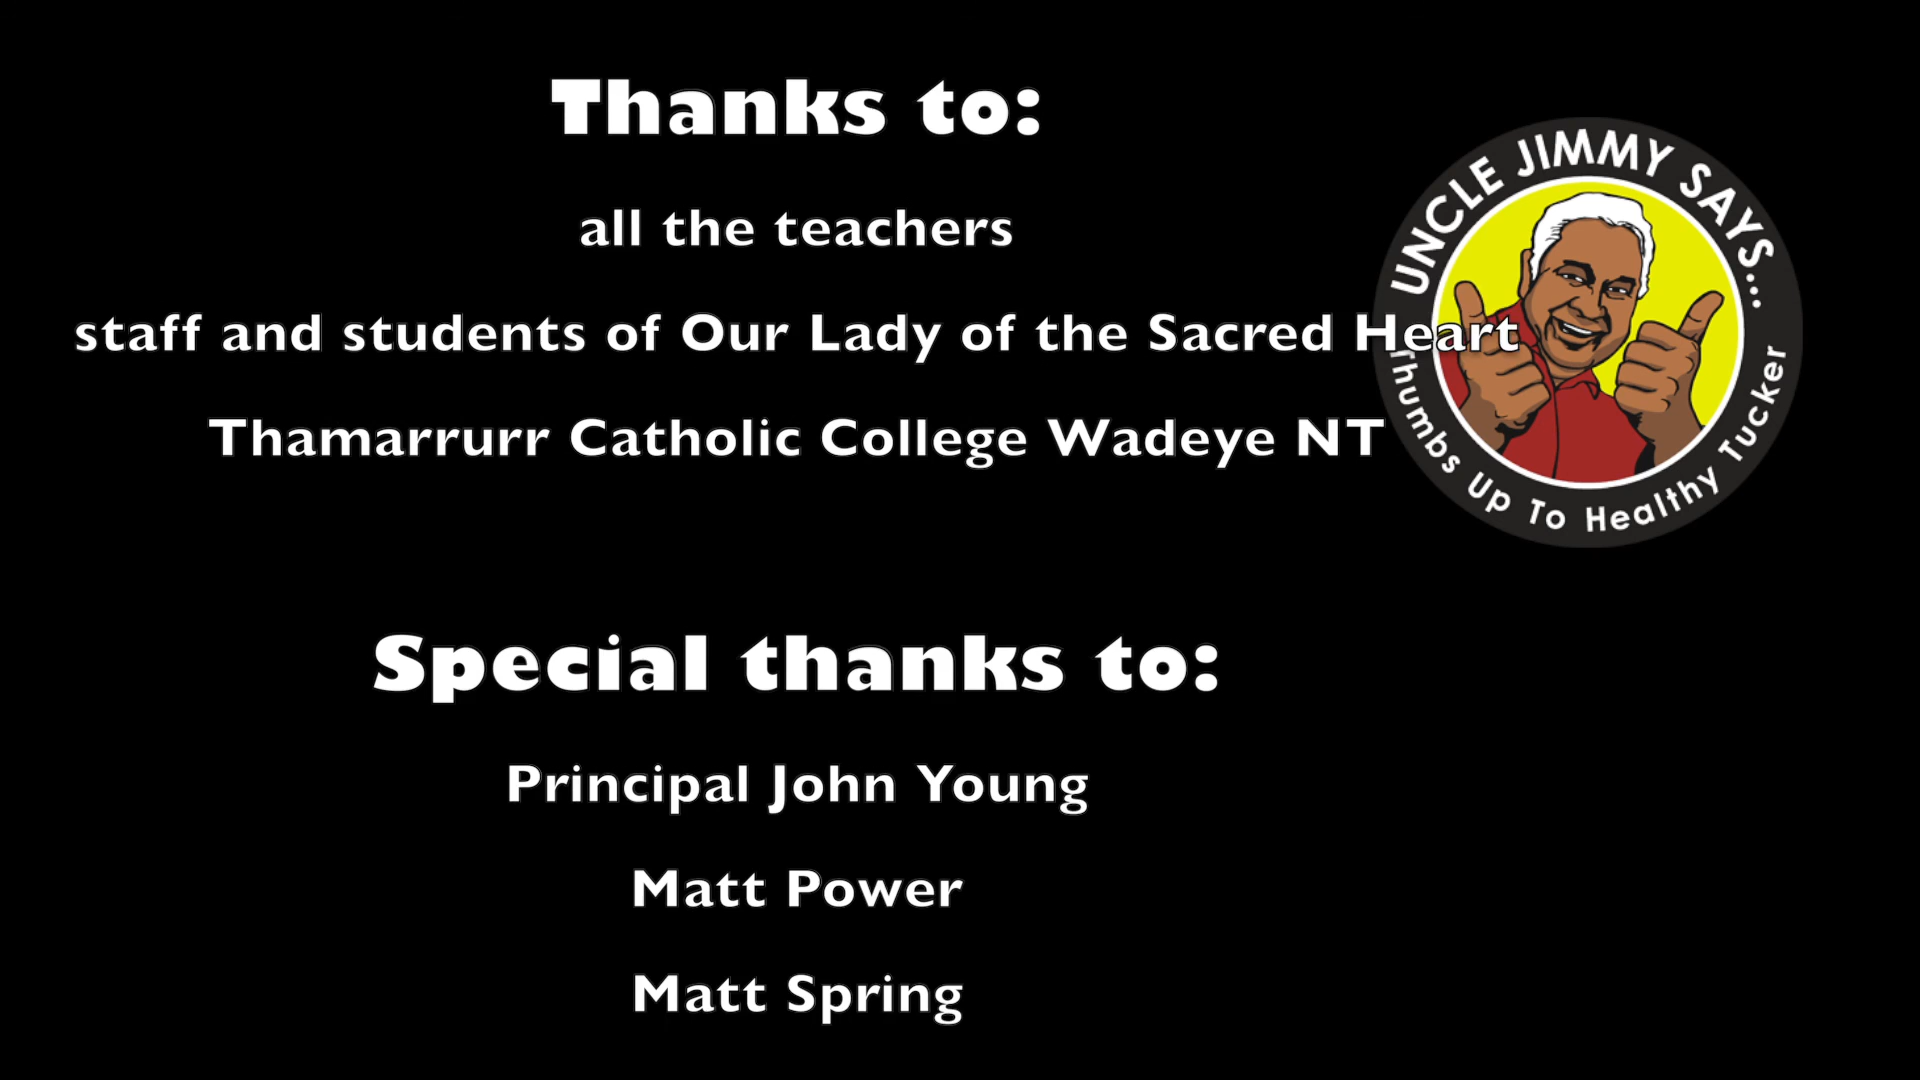 Thanks to:
all the teachers
staff and students of Our Lady of the Sacred Heart
Thamarrurr Catholic College Wadeye NT
Special thanks to:
Principal John Young
Matt Power
Matt Spring
UNCLE JIMMY SAYS...
Thumbs Up To Healthy Tucker